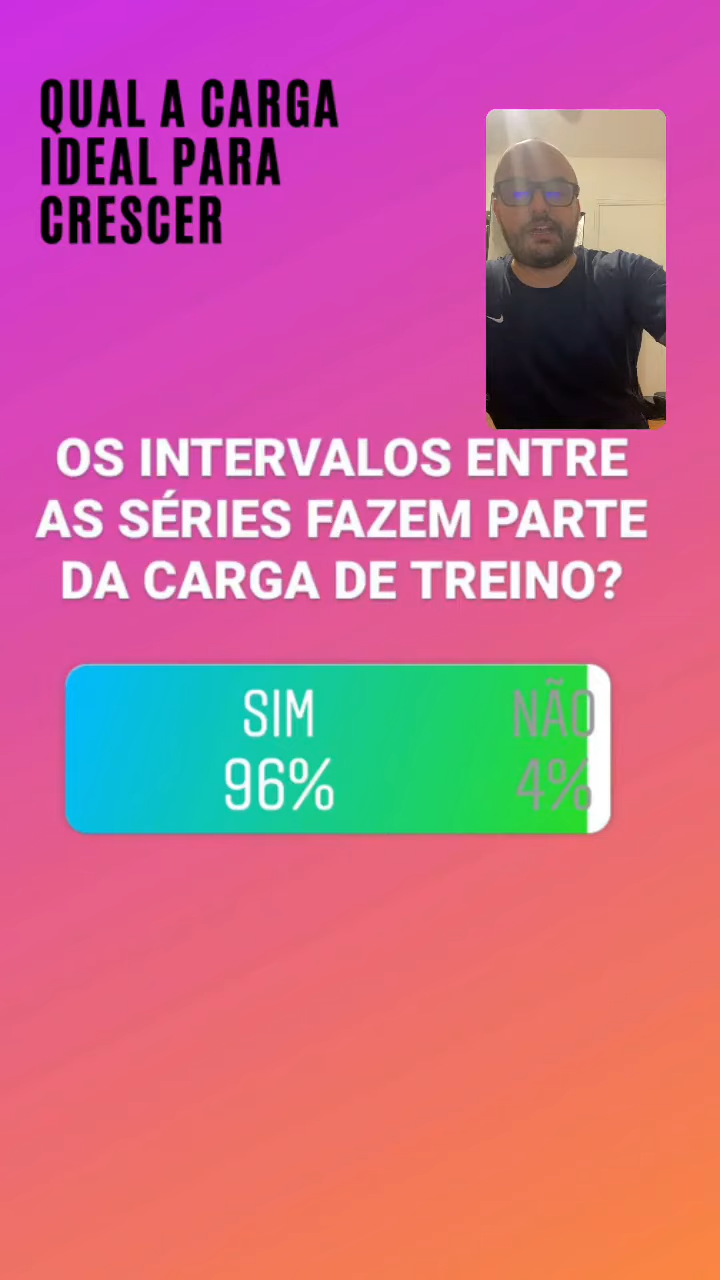 QUAL A CARGA
IDEAL PARA
CRESCER
OS INTERVALOS ENTRE
AS SÉRIES FAZEM PARTE
DA CARGA DE TREINO?
SIM
NÃO
96%
4%